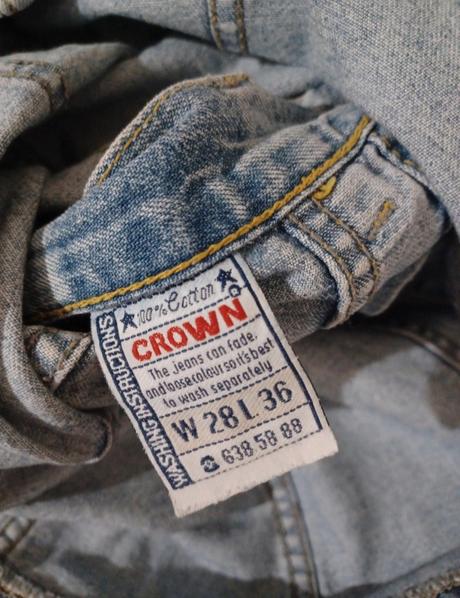 100% Cotton
CROWN
The jeans can fade,
and loose colour so it's best
to wash separately
W 28 L 36
☎ 638 58 88
WASHING INSTRUCTIONS